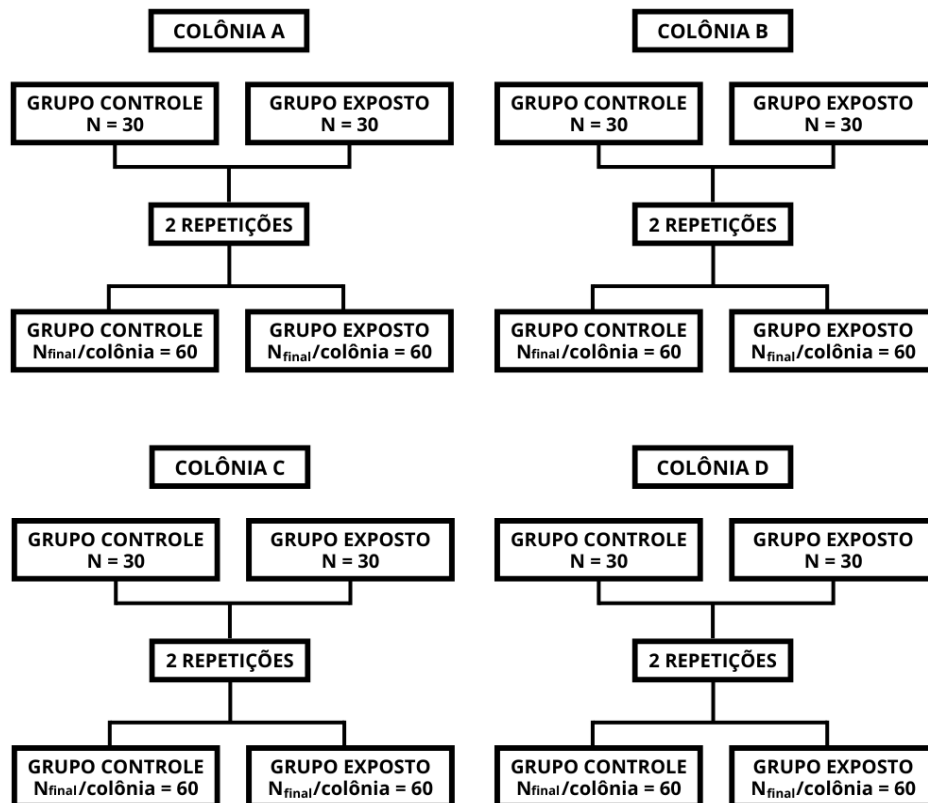 COLÔNIA A
GRUPO CONTROLE
N = 30
GRUPO EXPOSTO
N = 30
2 REPETIÇÕES
GRUPO CONTROLE
Nfinal/colônia = 60
GRUPO EXPOSTO
Nfinal/colônia = 60
COLÔNIA B
GRUPO CONTROLE
N = 30
GRUPO EXPOSTO
N = 30
2 REPETIÇÕES
GRUPO CONTROLE
Nfinal/colônia = 60
GRUPO EXPOSTO
Nfinal/colônia = 60
COLÔNIA C
GRUPO CONTROLE
N = 30
GRUPO EXPOSTO
N = 30
2 REPETIÇÕES
GRUPO CONTROLE
Nfinal/colônia = 60
GRUPO EXPOSTO
Nfinal/colônia = 60
COLÔNIA D
GRUPO CONTROLE
N = 30
GRUPO EXPOSTO
N = 30
2 REPETIÇÕES
GRUPO CONTROLE
Nfinal/colônia = 60
GRUPO EXPOSTO
Nfinal/colônia = 60